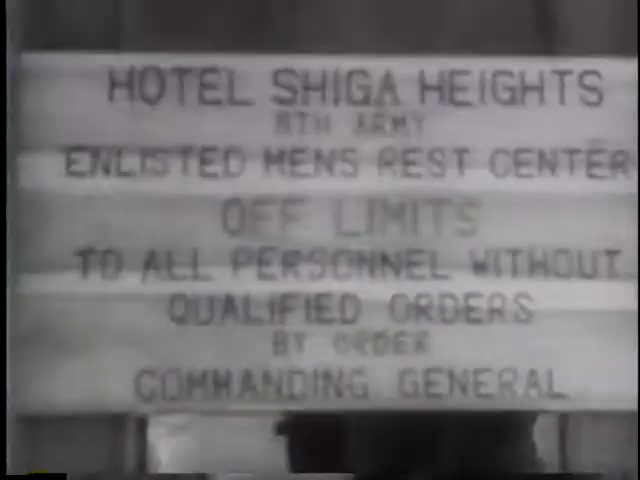 HOTEL SHIGA HEIGHTS
8TH ARMY
ENLISTED MENS REST CENTER
OFF LIMITS
TO ALL PERSONNEL WITHOUT
QUALIFIED ORDERS
BY ORDER
COMMANDING GENERAL